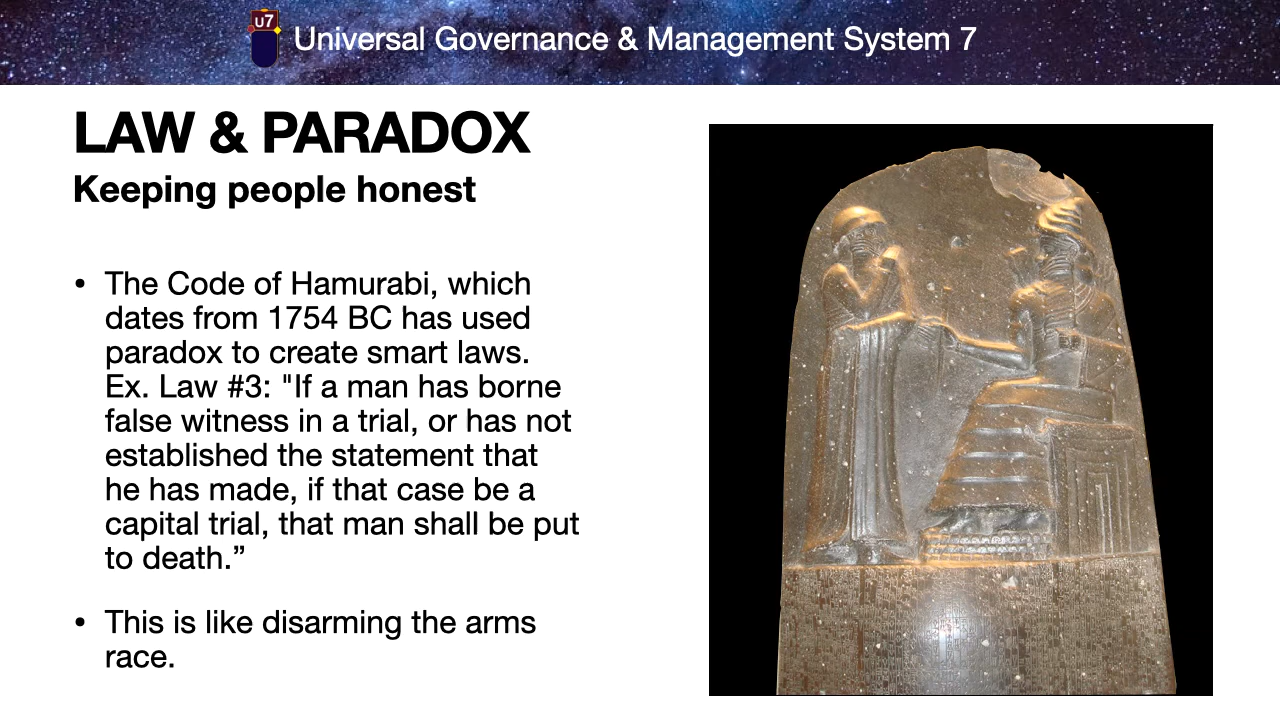 U7
Universal Governance & Management System 7
LAW & PARADOX
Keeping people honest
• The Code of Hamurabi, which
dates from 1754 BC has used
paradox to create smart laws.
Ex. Law #3: "If a man has borne
false witness in a trial, or has not
established the statement that
he has made, if that case be a
capital trial, that man shall be put
to death.”
• This is like disarming the arms
race.